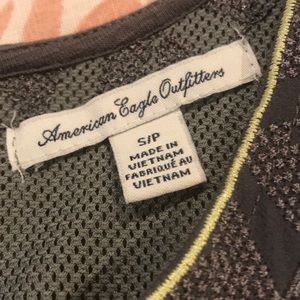 American Eagle Outfitters
S/P
MADE IN
VIETNAM
FABRIQUÉ AU
VIETNAM